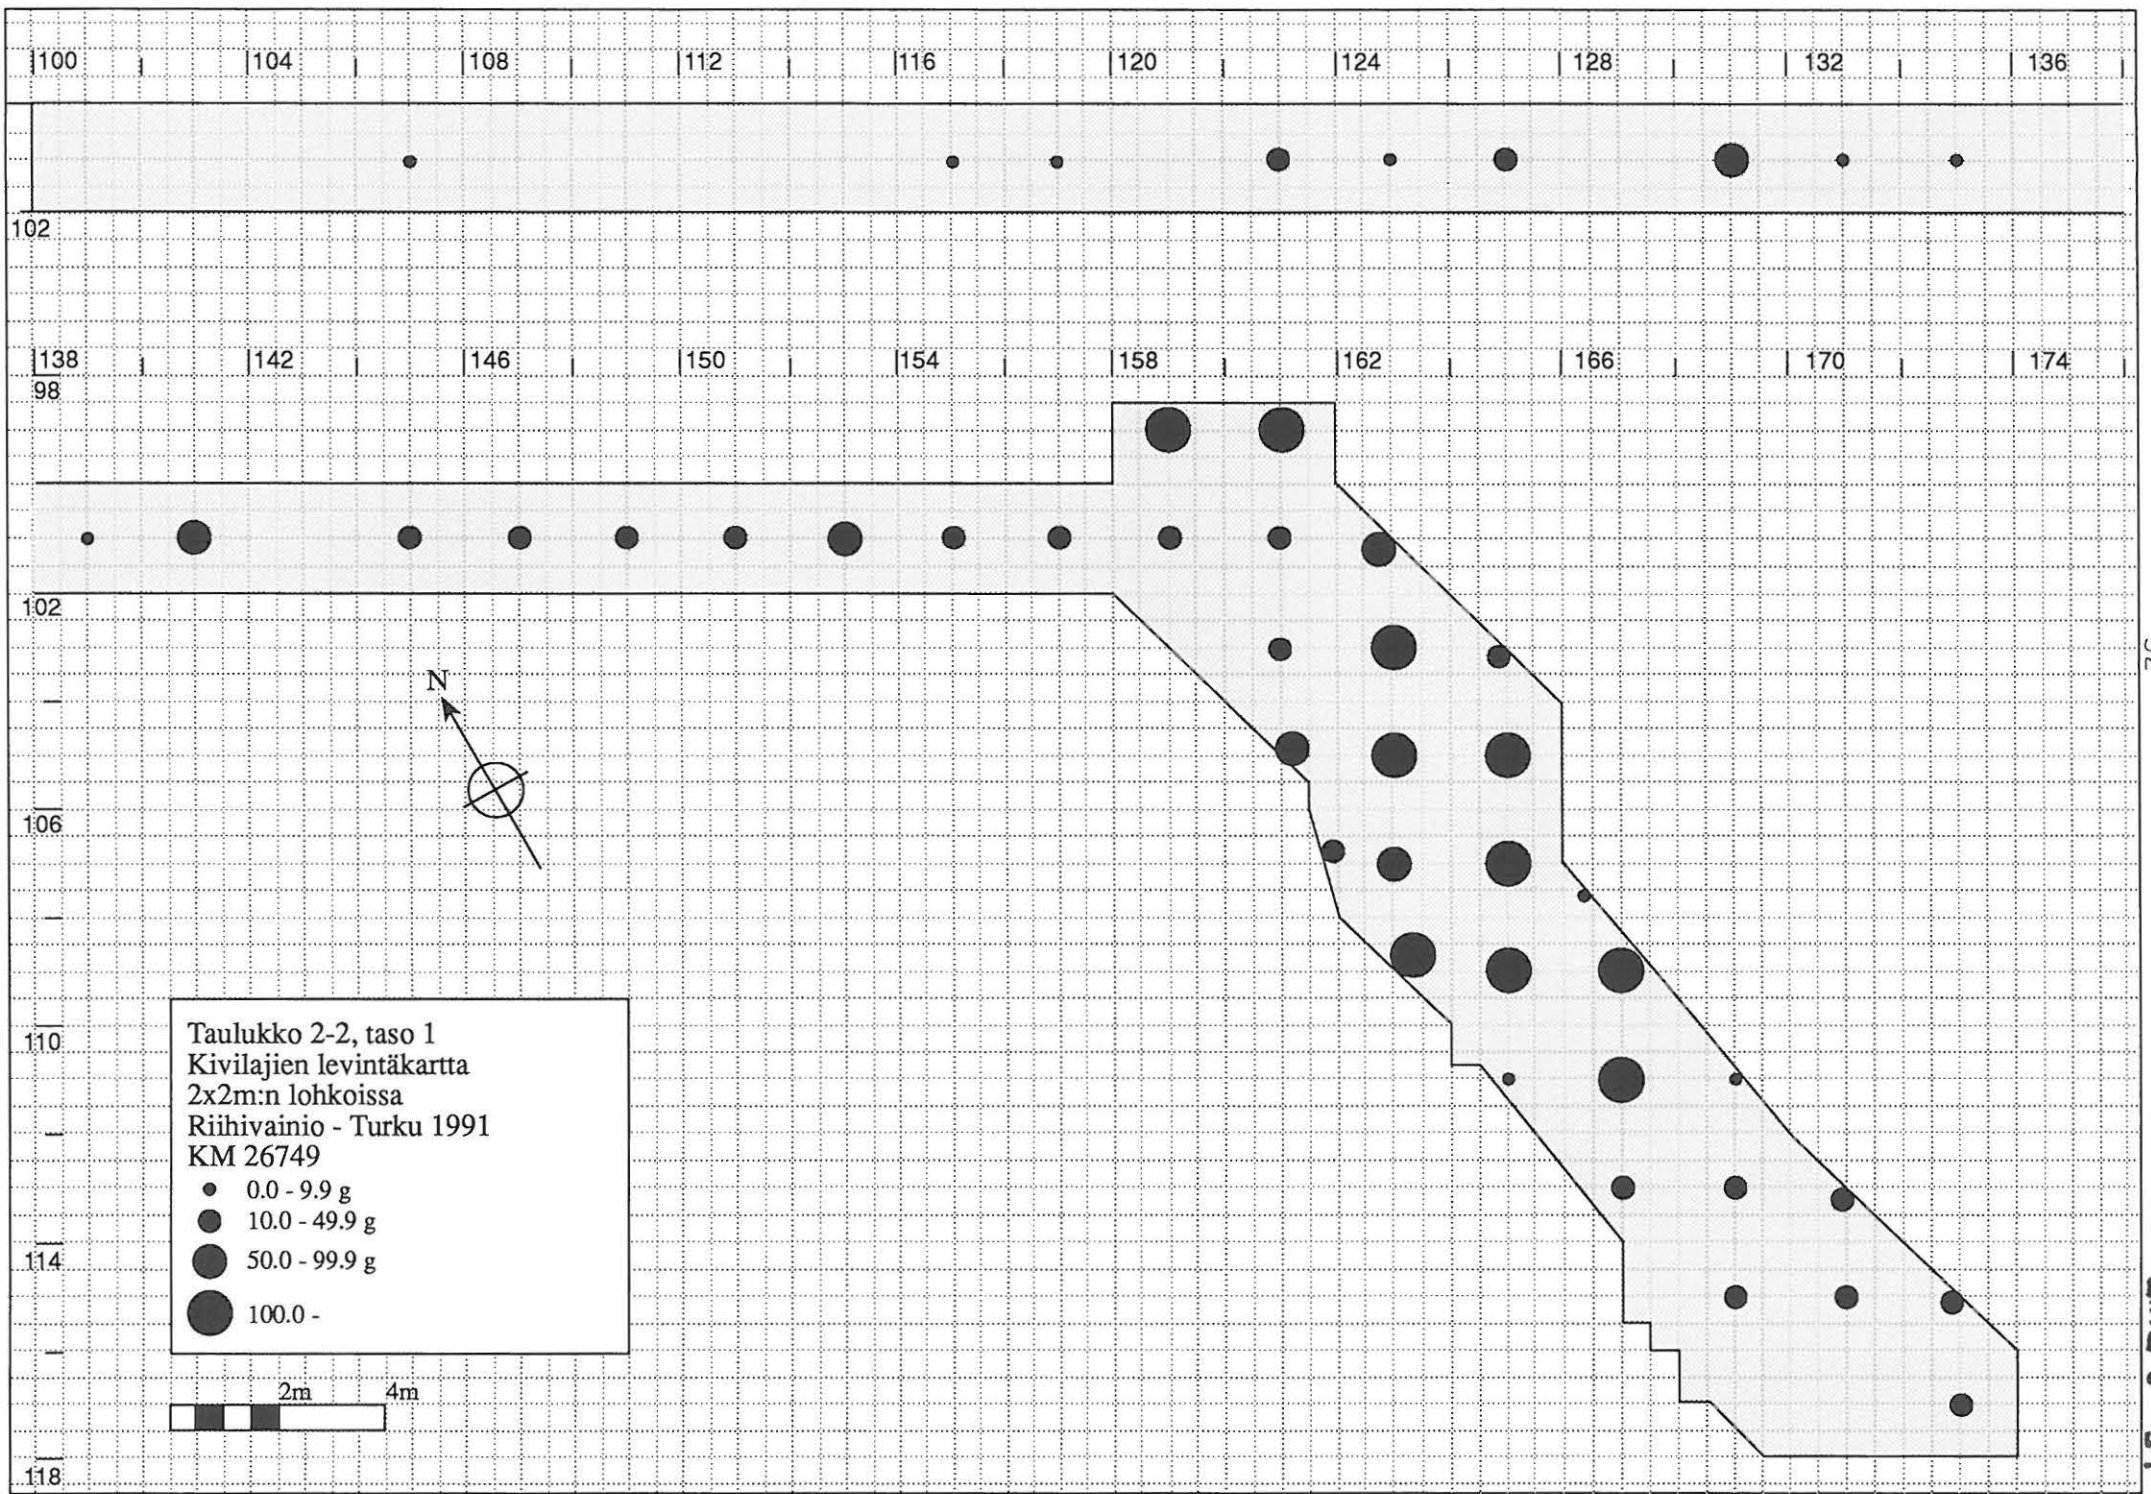 100 104 108 112 116 120 124 128 132 136
102
138 142 146 150 154 158 162 166 170 174
98
102
N
106
110
Taulukko 2-2, taso 1
Kivilajien levintäkartta
2x2m:n lohkoissa
Riihivainio - Turku 1991
KM 26749
0.0 - 9.9 g
10.0 - 49.9 g
50.0 - 99.9 g
100.0 -
114
2m 4m
118